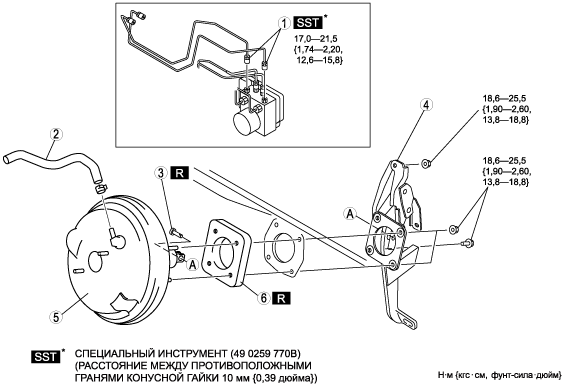 1 SST*
17,0—21,5
{1,74—2,20,
12,6—15,8}
2
3 R
4
18,6—25,5
{1,90—2,60,
13,8—18,8}
18,6—25,5
{1,90—2,60,
13,8—18,8}
A
A
5
6 R
SST* СПЕЦИАЛЬНЫЙ ИНСТРУМЕНТ (49 0259 770B)
(РАССТОЯНИЕ МЕЖДУ ПРОТИВОПОЛОЖНЫМИ
ГРАНЯМИ КОНУСНОЙ ГАЙКИ 10 мм {0,39 дюйма})
Н·м {кгс·см, фунт-сила·дюйм}